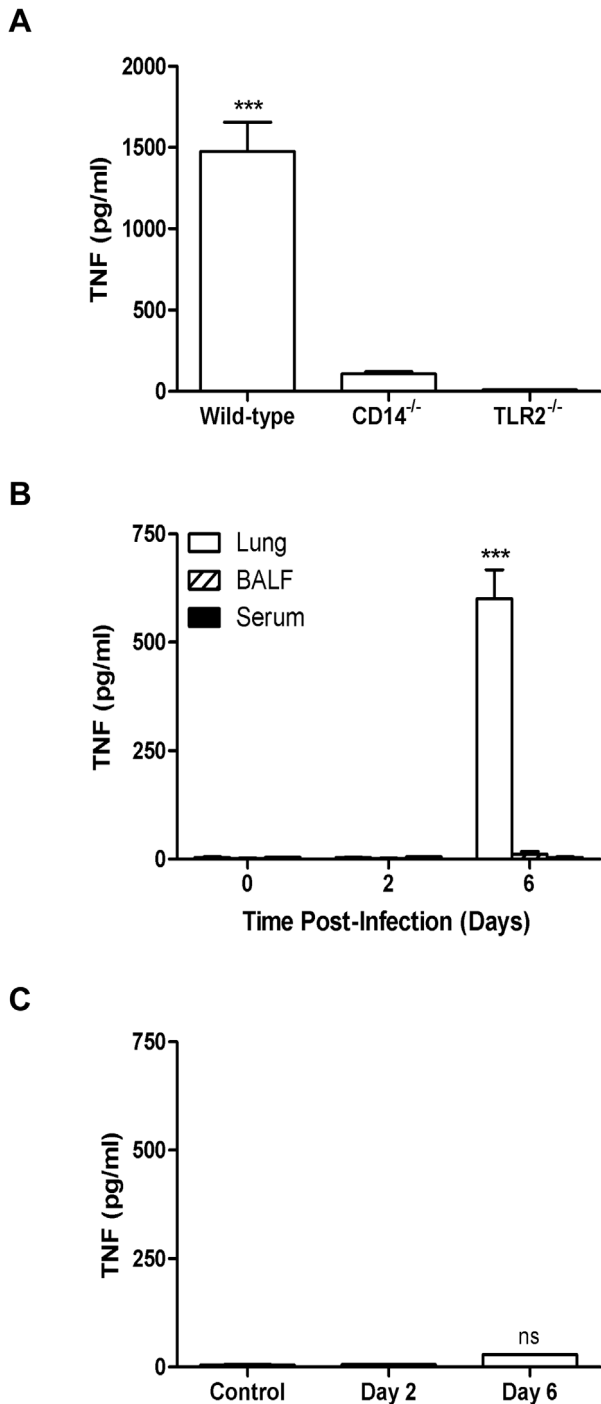 A
2000
1500
1000
500
0
TNF (pg/ml)
***
Wild-type CD14-/- TLR2-/-
B
750
500
250
0
TNF (pg/ml)
Lung
BALF
Serum
***
0 2 6
Time Post-Infection (Days)
C
750
500
250
0
TNF (pg/ml)
ns
Control Day 2 Day 6